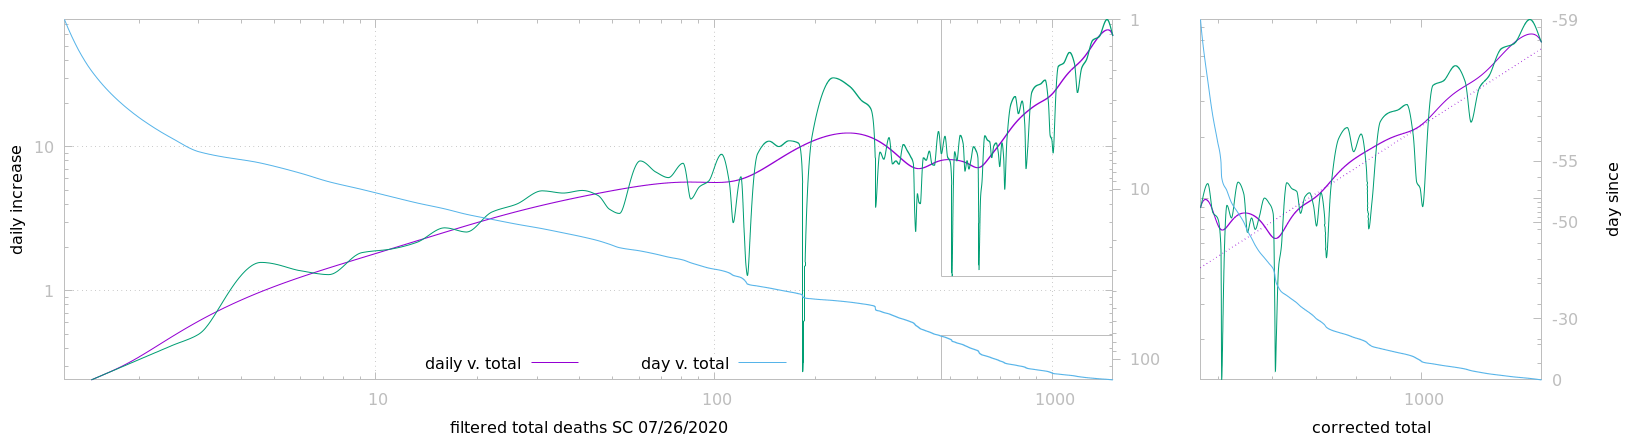 daily increase
10
1
daily v. total
day v. total
10
100
1000
filtered total deaths SC 07/26/2020
1
10
100
1000
corrected total
-59
-55
-50
-30
0
day since